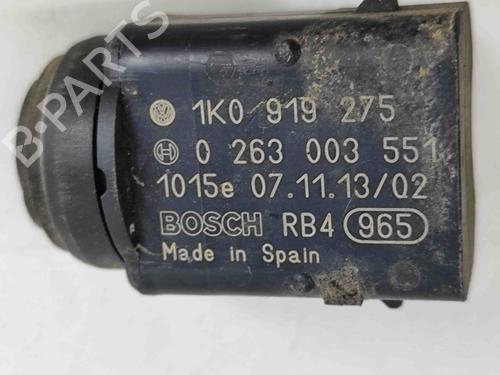 1K0 919 275
0 263 003 551
1015e 07.11.13/02
BOSCH RB4 965
Made in Spain
B-PARTS